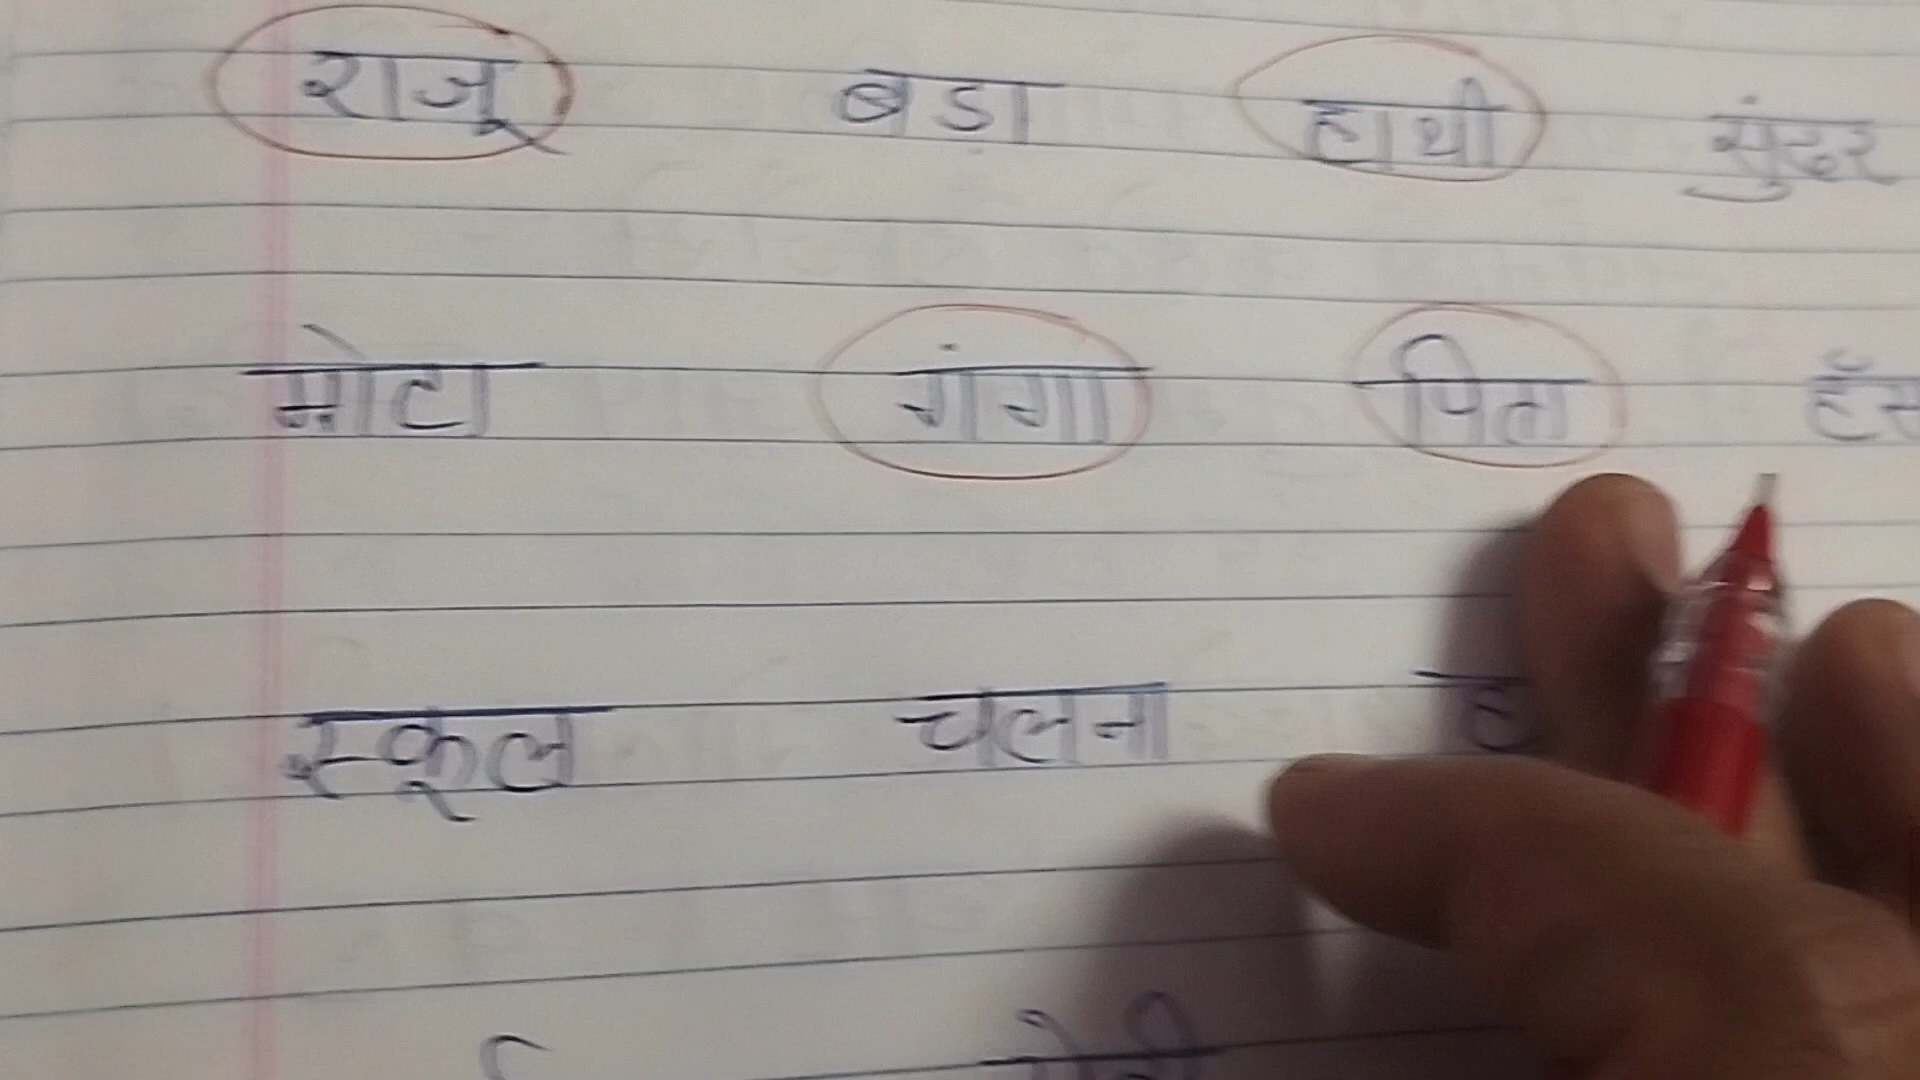 राजू बड़ा हाथी सुंदर
मोटा गंगा पिता
स्कूल चलना